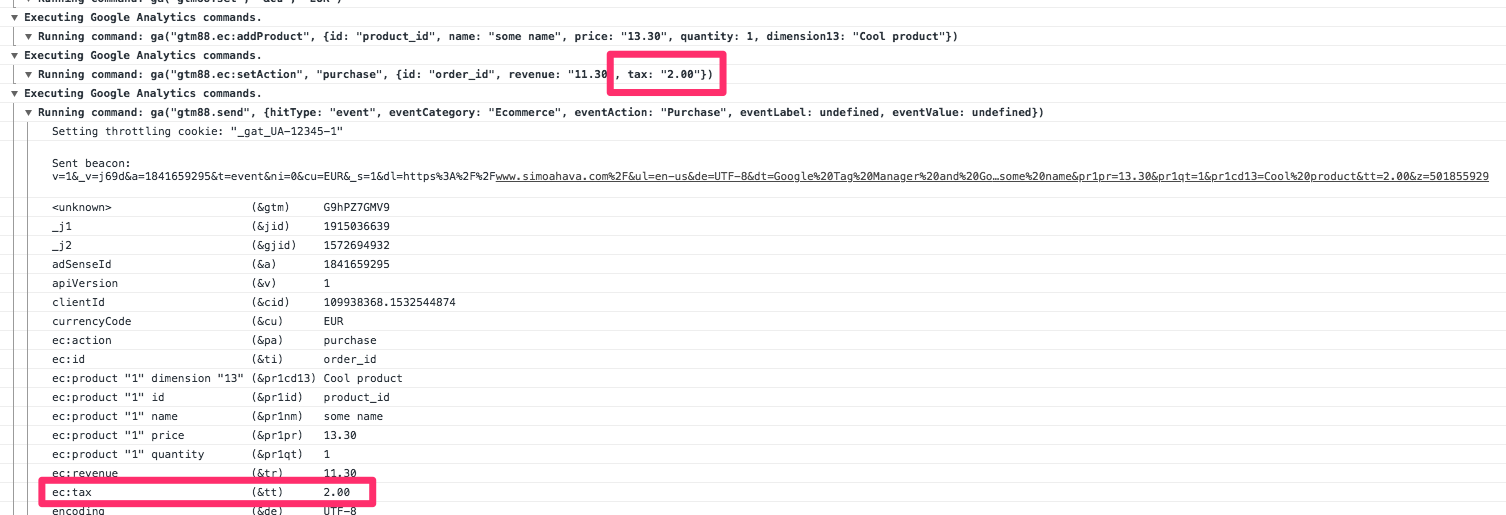 Running command: ga("gtm88.set", "&cu", "EUR")
Executing Google Analytics commands.
Running command: ga("gtm88.ec:addProduct", {id: "product_id", name: "some name", price: "13.30", quantity: 1, dimension13: "Cool product"})
Executing Google Analytics commands.
Running command: ga("gtm88.ec:setAction", "purchase", {id: "order_id", revenue: "11.30", tax: "2.00"})
Executing Google Analytics commands.
Running command: ga("gtm88.send", {hitType: "event", eventCategory: "Ecommerce", eventAction: "Purchase", eventLabel: undefined, eventValue: undefined})
Setting throttling cookie: "_gat_UA-12345-1"
Sent beacon:
v=1&_v=j69d&a=1841659295&t=event&ni=0&cu=EUR&_s=1&dl=https%3A%2F%2Fwww.simoahava.com%2F&ul=en-us&de=UTF-8&dt=Google%20Tag%20Manager%20and%20Go…some%20name&pr1pr=13.30&pr1qt=1&pr1cd13=Cool%20product&tt=2.00&z=501855929
<unknown> (&gtm) G9hPZ7GMV9
_j1 (&jid) 1915036639
_j2 (&gjid) 1572694932
adSenseId (&a) 1841659295
apiVersion (&v) 1
clientId (&cid) 109938368.1532544874
currencyCode (&cu) EUR
ec:action (&pa) purchase
ec:id (&ti) order_id
ec:product "1" dimension "13" (&pr1cd13) Cool product
ec:product "1" id (&pr1id) product_id
ec:product "1" name (&pr1nm) some name
ec:product "1" price (&pr1pr) 13.30
ec:product "1" quantity (&pr1qt) 1
ec:revenue (&tr) 11.30
ec:tax (&tt) 2.00
encoding (&de) UTF-8